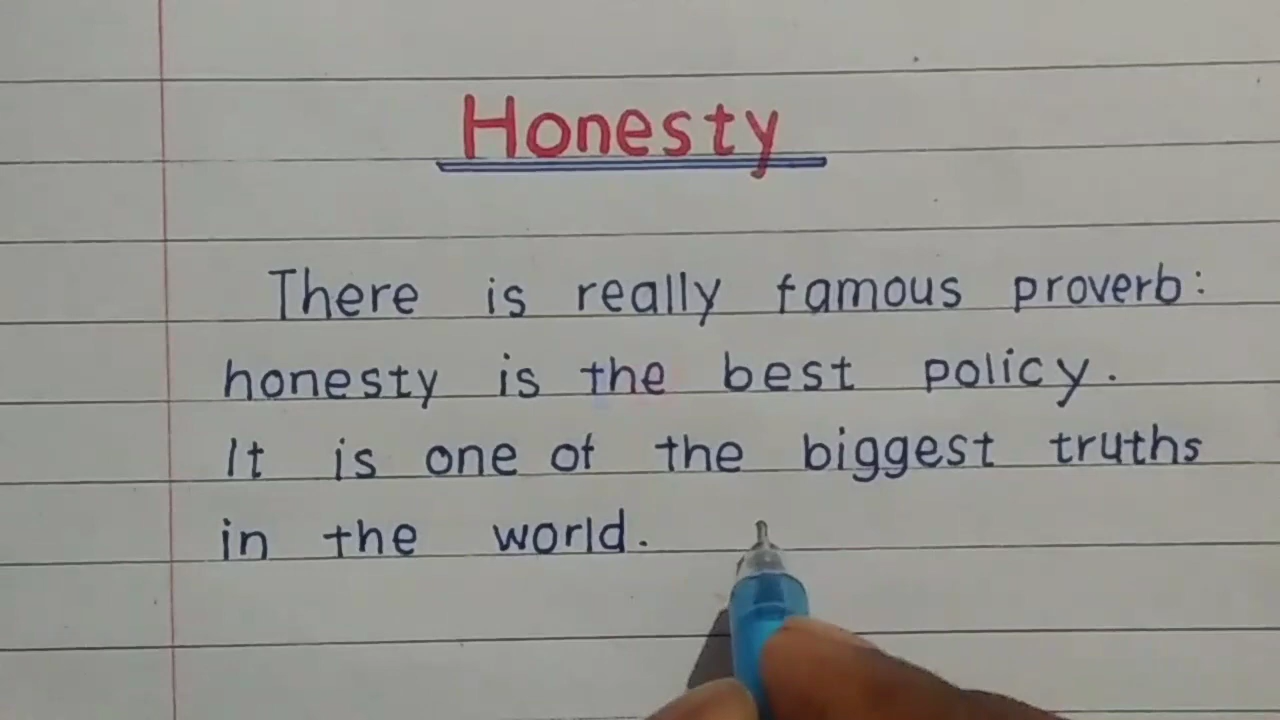 Honesty
There is really famous proverb:
honesty is the best policy.
It is one of the biggest truths
in the world.